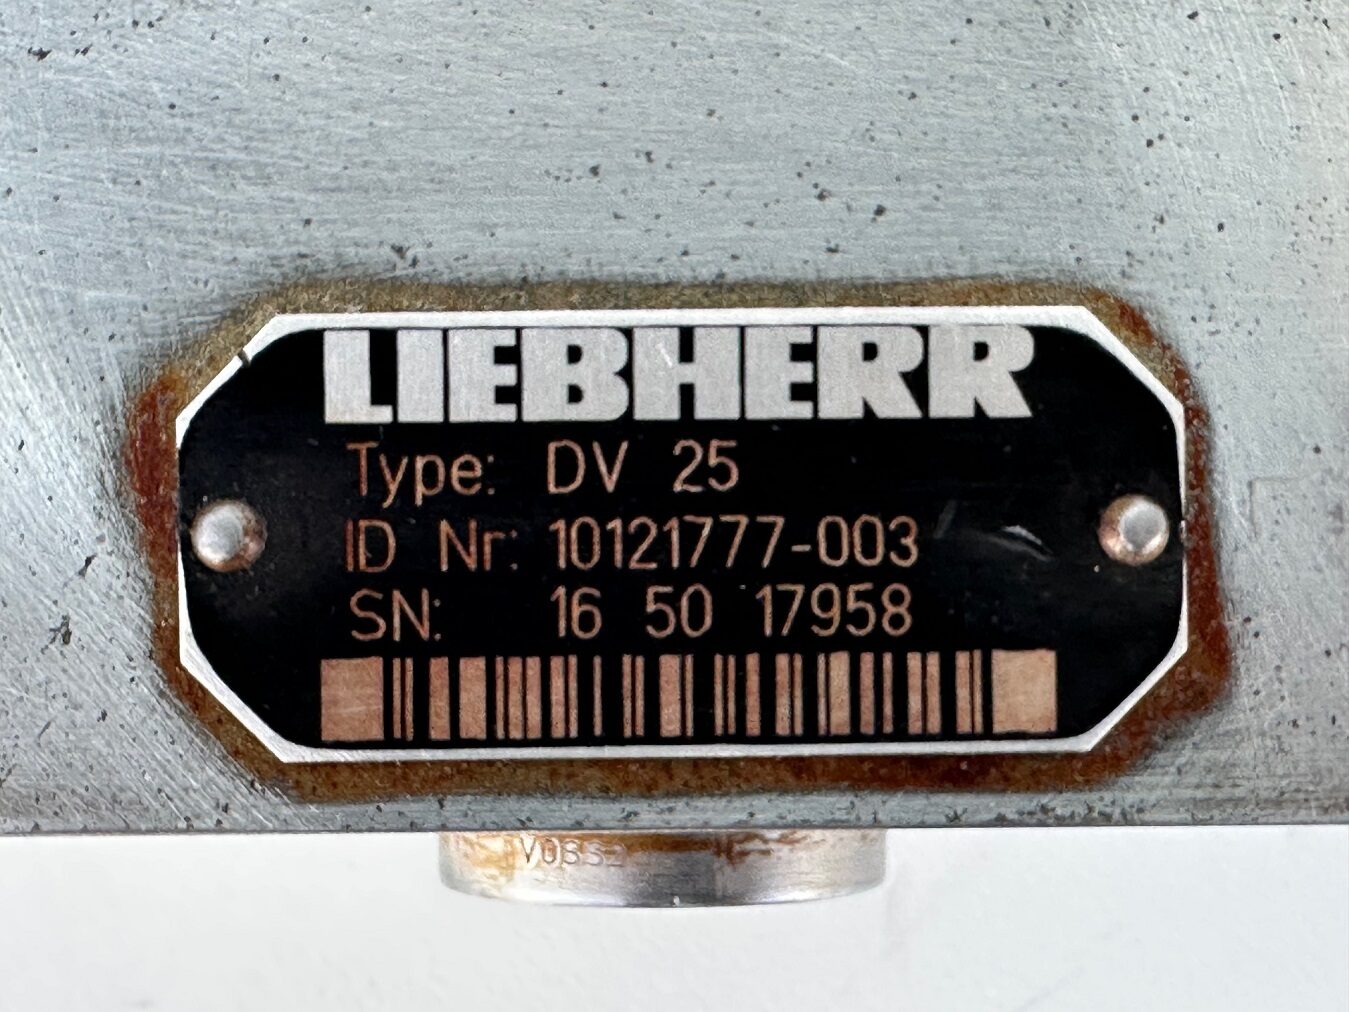 LIEBHERR
Type: DV 25
ID Nr: 10121777-003
SN: 16 50 17958